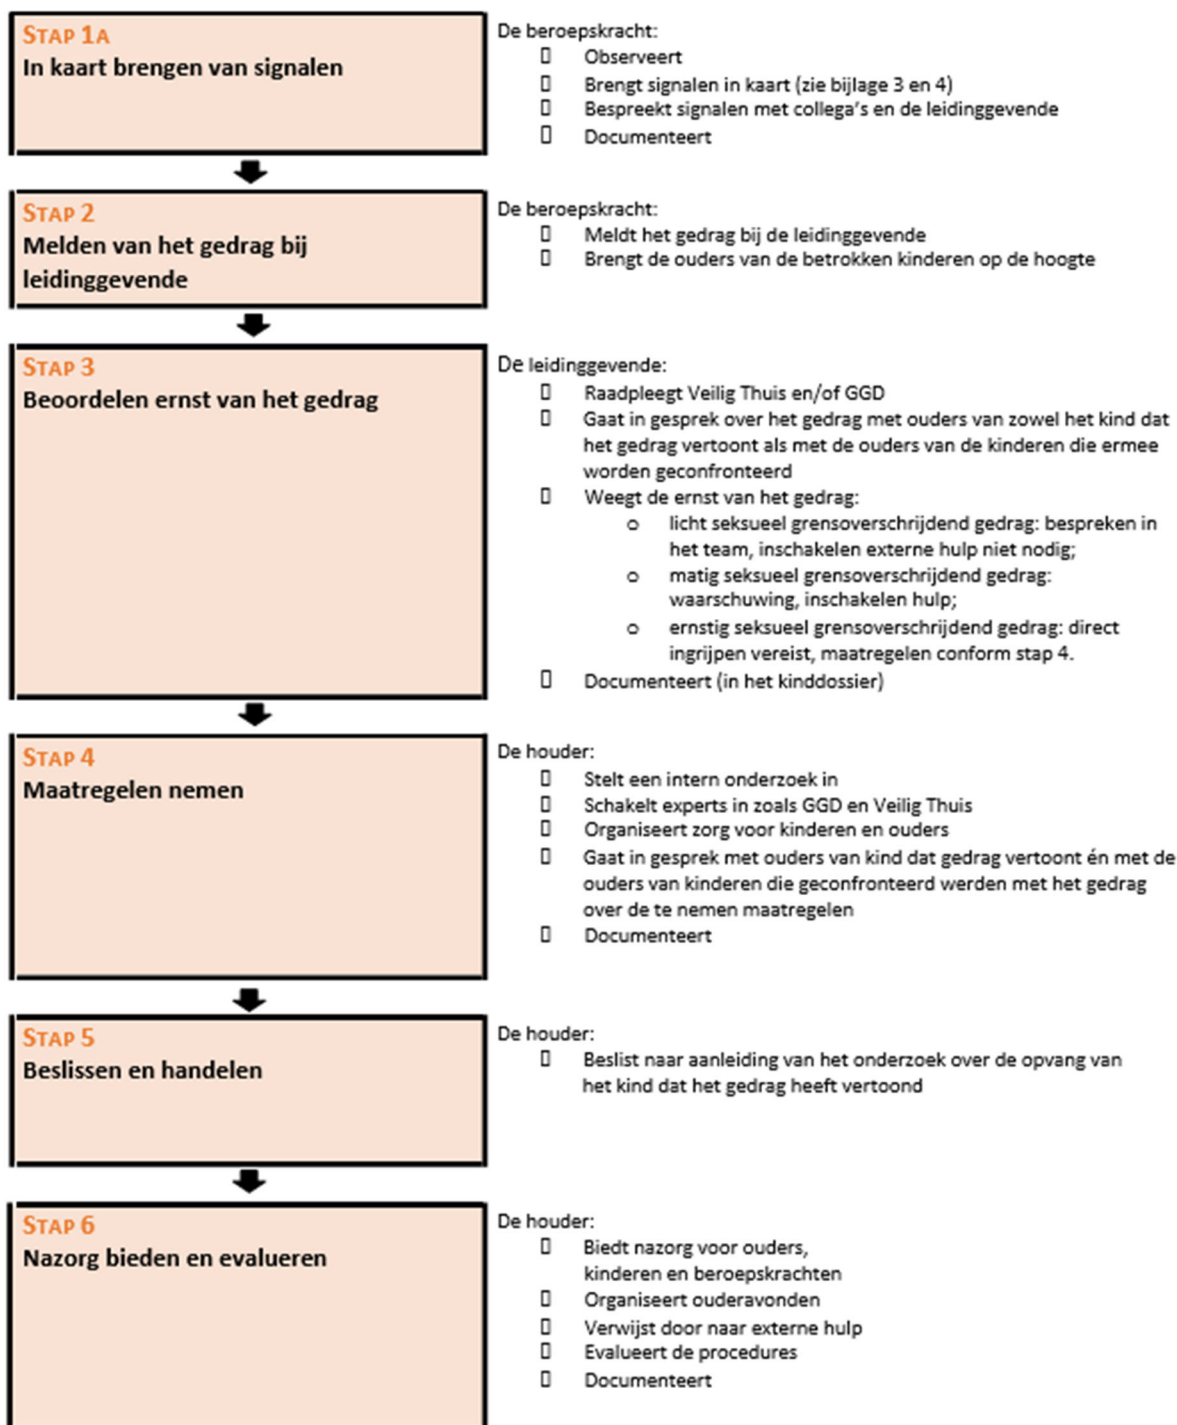 STAP 1A
In kaart brengen van signalen
De beroepskracht:
Observeert
Brengt signalen in kaart (zie bijlage 3 en 4)
Bespreekt signalen met collega's en de leidinggevende
Documenteert
STAP 2
Melden van het gedrag bij
leidinggevende
De beroepskracht:
Meldt het gedrag bij de leidinggevende
Brengt de ouders van de betrokken kinderen op de hoogte
STAP 3
Beoordelen ernst van het gedrag
De leidinggevende:
Raadpleegt Veilig Thuis en/of GGD
Gaat in gesprek over het gedrag met ouders van zowel het kind dat
het gedrag vertoont als met de ouders van de kinderen die ermee
worden geconfronteerd
Weegt de ernst van het gedrag:
o licht seksueel grensoverschrijdend gedrag: bespreken in
het team, inschakelen externe hulp niet nodig;
o matig seksueel grensoverschrijdend gedrag:
waarschuwing, inschakelen hulp;
o ernstig seksueel grensoverschrijdend gedrag: direct
ingrijpen vereist, maatregelen conform stap 4.
Documenteert (in het kinddossier)
STAP 4
Maatregelen nemen
De houder:
Stelt een intern onderzoek in
Schakelt experts in zoals GGD en Veilig Thuis
Organiseert zorg voor kinderen en ouders
Gaat in gesprek met ouders van kind dat gedrag vertoont én met de
ouders van kinderen die geconfronteerd werden met het gedrag
over de te nemen maatregelen
Documenteert
STAP 5
Beslissen en handelen
De houder:
Beslist naar aanleiding van het onderzoek over de opvang van
het kind dat het gedrag heeft vertoond
STAP 6
Nazorg bieden en evalueren
De houder:
Biedt nazorg voor ouders,
kinderen en beroepskrachten
Organiseert ouderavonden
Verwijst door naar externe hulp
Evalueert de procedures
Documenteert